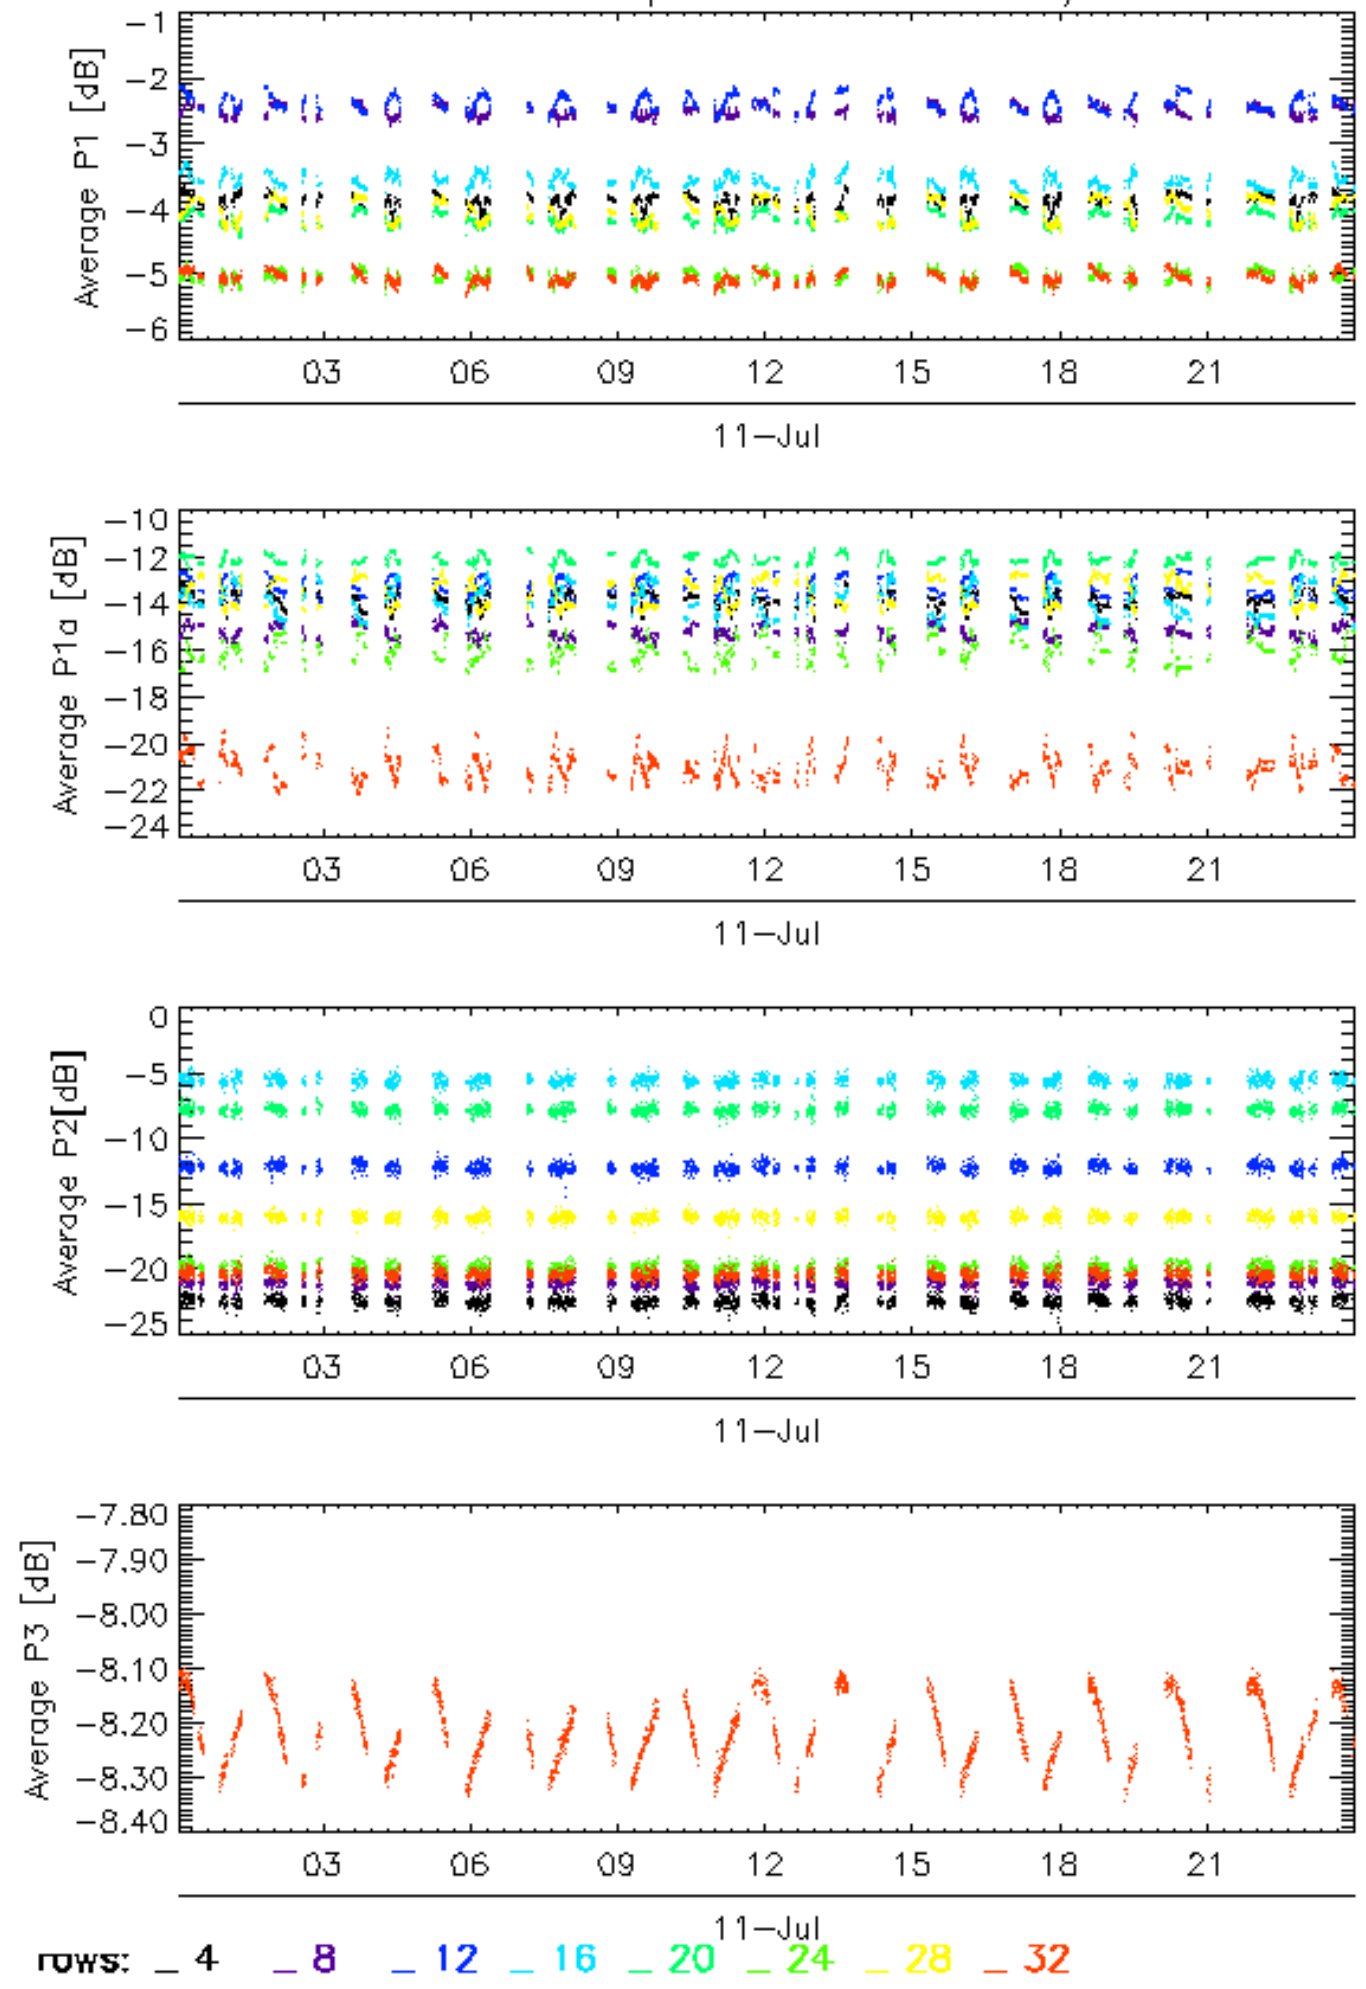 Average P1 [dB]
−1
−2
−3
−4
−5
−6
03 06 09 12 15 18 21
11−Jul
Average P1a [dB]
−10
−12
−14
−16
−18
−20
−22
−24
03 06 09 12 15 18 21
11−Jul
Average P2[dB]
0
−5
−10
−15
−20
−25
03 06 09 12 15 18 21
11−Jul
Average P3 [dB]
−7.80
−7.90
−8.00
−8.10
−8.20
−8.30
−8.40
03 06 09 12 15 18 21
11−Jul
rows: _ 4 _ 8 _ 12 _ 16 _ 20 _ 24 _ 28 _ 32